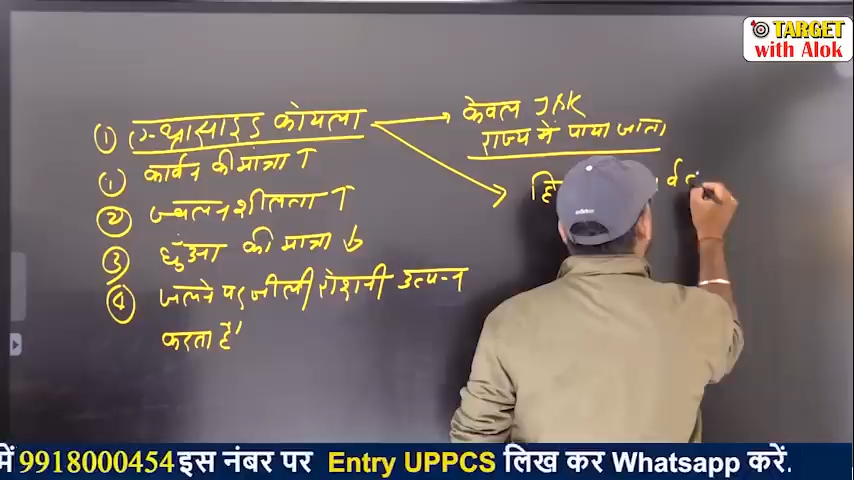 TARGET
with Alok
① एन्थ्रासाइड कोयला
केवल J&K
राज्य में पाया जाता
① कार्बन की मात्रा ↑
② ज्वलनशीलता ↑
③ धुँआ की मात्रा ↓
④ जलने पर नीली रोशनी उत्पन्न
करता है'
में 9918000454 इस नंबर पर Entry UPPCS लिख कर Whatsapp करें.